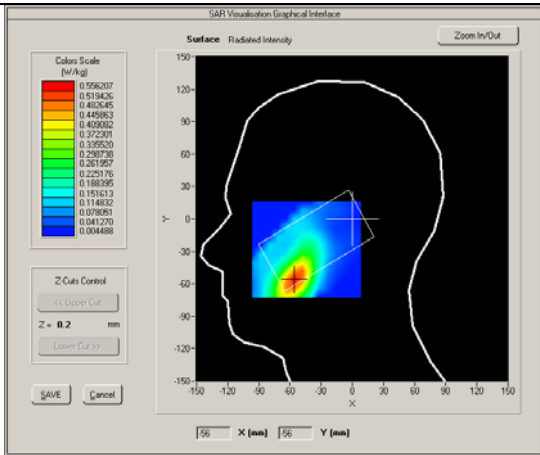 SAR Visualisation Graphical Interface
Surface Radiated Intensity
Zoom In/Out
Colors Scale
(W/kg)
0.556207
0.519426
0.482645
0.445863
0.409082
0.372301
0.335520
0.298738
0.261957
0.225176
0.188395
0.151613
0.114832
0.078051
0.041270
0.004488
Z Cuts Control
<< Upper Cut
Z = 0.2 mm
Lower Cut >>
SAVE Cancel
150
120
90
60
30
0
-30
-60
-90
-120
-150
Y
-150 -120 -90 -60 -30 0 30 60 90 120 150
X
-56 X (mm) -56 Y (mm)